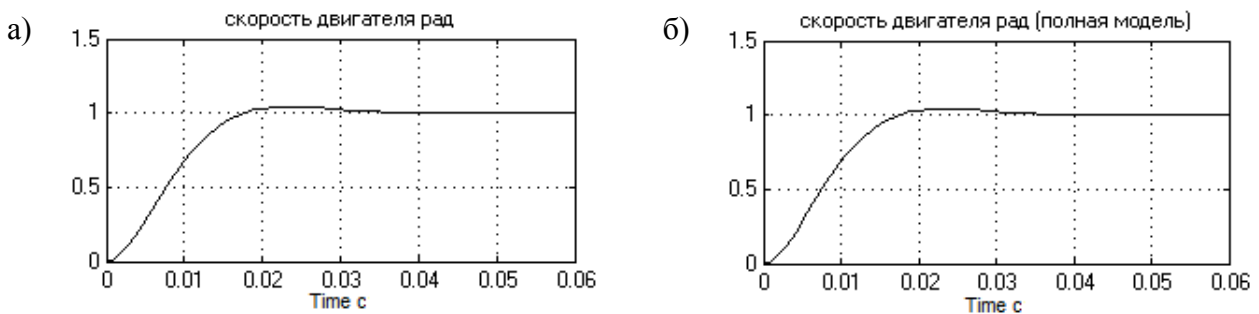 а)
скорость двигателя рад
1.5
1
0.5
0
0 0.01 0.02 0.03 0.04 0.05 0.06
Time c
б)
скорость двигателя рад (полная модель)
1.5
1
0.5
0
0 0.01 0.02 0.03 0.04 0.05 0.06
Time c